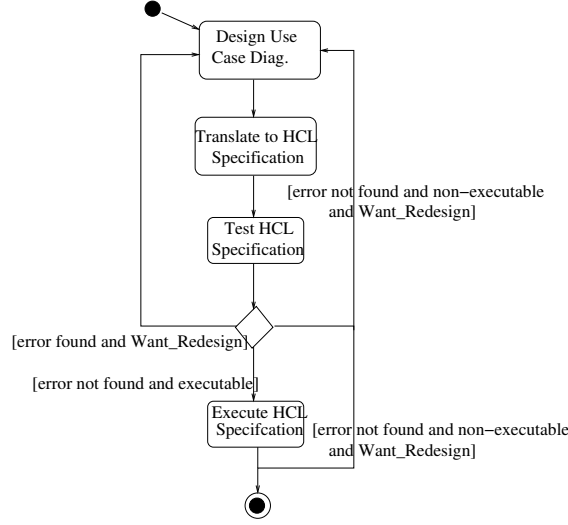 Design Use
Case Diag.
Translate to HCL
Specification
[error not found and non−executable
and Want_Redesign]
Test HCL
Specification
[error found and Want_Redesign]
[error not found and executable]
Execute HCL
Specifcation
[error not found and non−executable
and Want_Redesign]